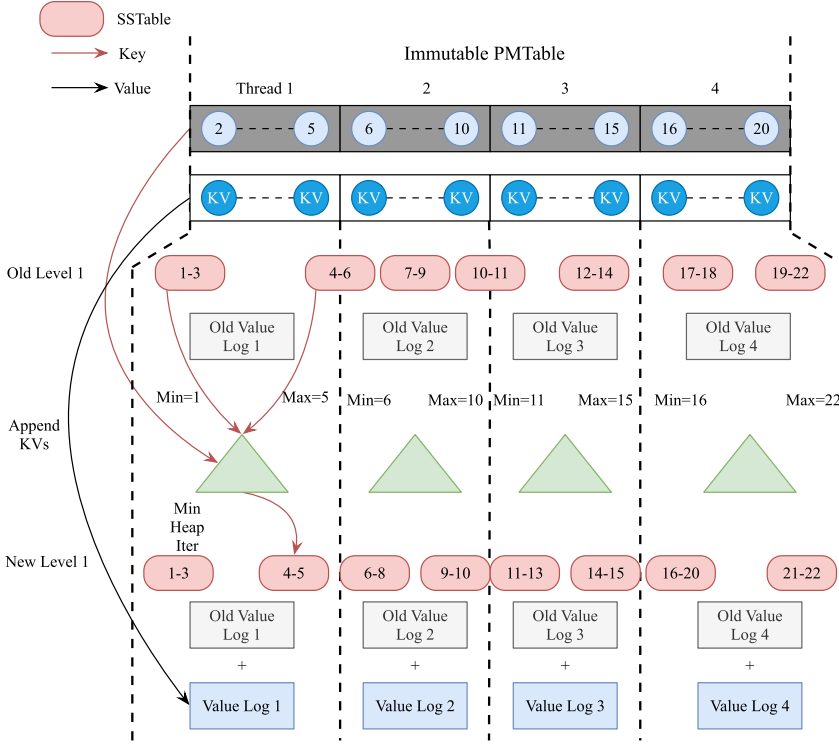 SSTable
Key
Value
Immutable PMTable
Thread 1 2 3 4
2 5 6 10 11 15 16 20
KV KV KV KV KV KV KV KV
Old Level 1 1-3 4-6 7-9 10-11 12-14 17-18 19-22
Old Value Old Value Old Value Old Value
Log 1 Log 2 Log 3 Log 4
Min=1 Max=5 Min=6 Max=10 Min=11 Max=15 Min=16 Max=22
Append
KVs
Min
Heap
Iter
New Level 1 1-3 4-5 6-8 9-10 11-13 14-15 16-20 21-22
Old Value Old Value Old Value Old Value
Log 1 Log 2 Log 3 Log 4
+ + + +
Value Log 1 Value Log 2 Value Log 3 Value Log 4